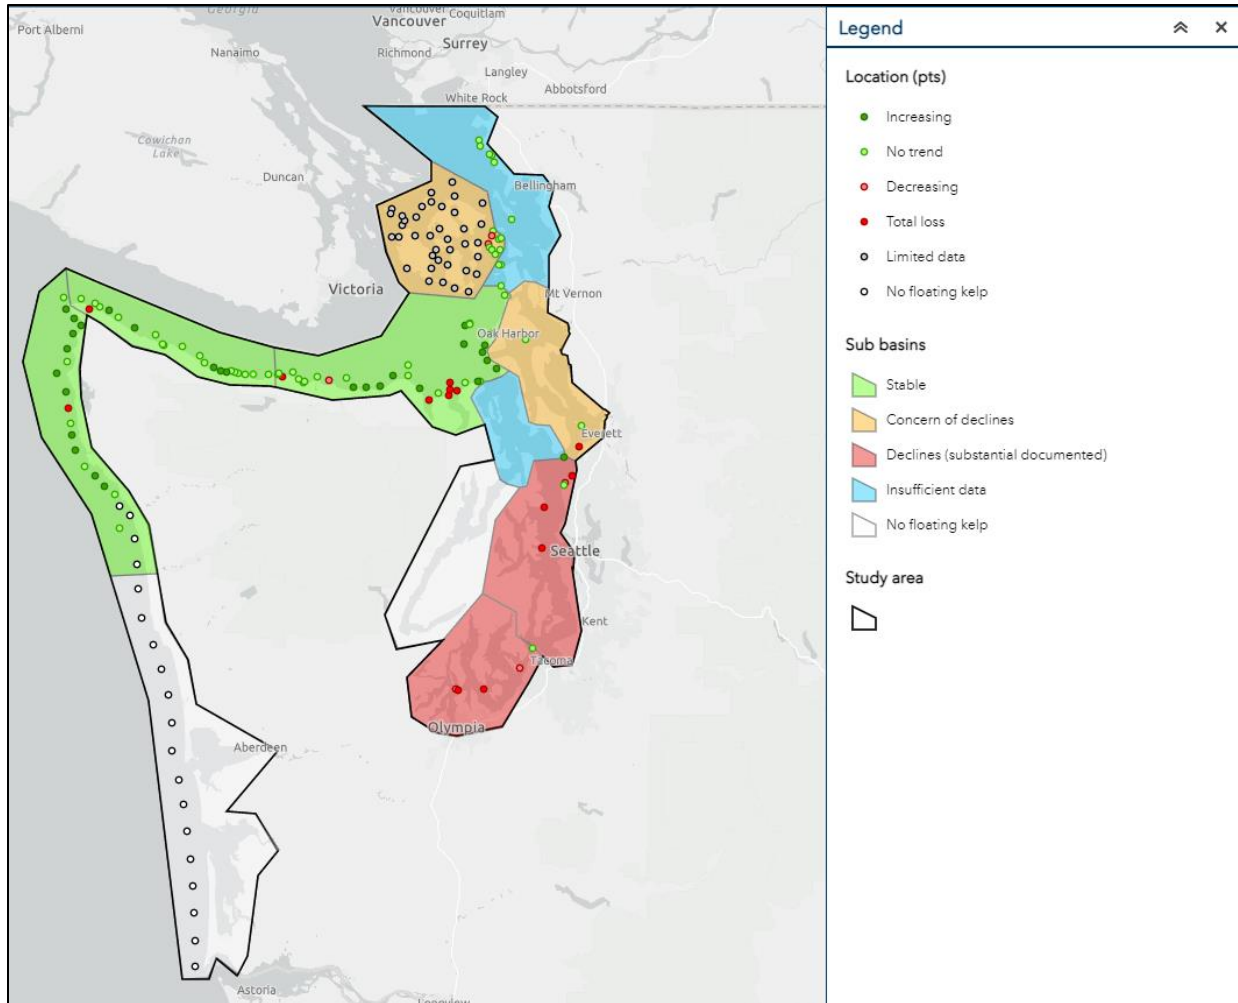 Georgia
Vancouver
Coquitlam
Vancouver
Port Alberni
Surrey
Nanaimo
Richmond
Langley
Abbotsford
White Rock
Cowichan
Lake
Duncan
Bellingham
Victoria
Mt Vernon
Oak Harbor
Everett
Seattle
Kent
Tacoma
Olympia
Aberdeen
Astoria
Longview
Legend
Location (pts)
Increasing
No trend
Decreasing
Total loss
Limited data
No floating kelp
Sub basins
Stable
Concern of declines
Declines (substantial documented)
Insufficient data
No floating kelp
Study area